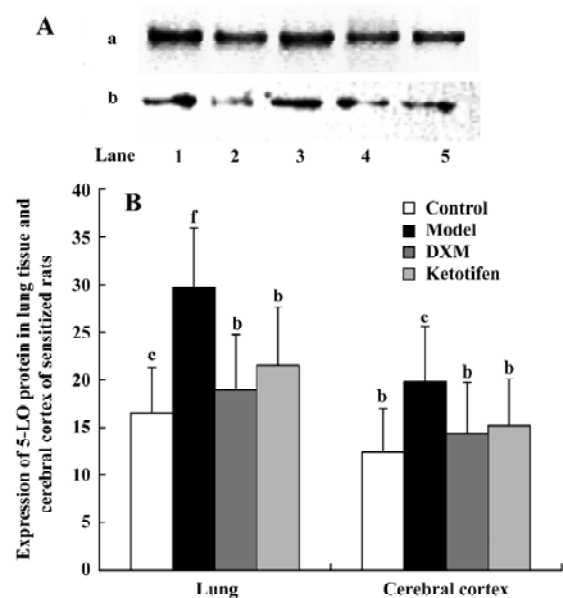 A
a
b
Lane 1 2 3 4 5
Expression of 5-LO protein in lung tissue and
cerebral cortex of sensitized rats
B
40
35
30
25
20
15
10
5
0
Control
Model
DXM
Ketotifen
c
f
b
b
b
c
b
b
Lung
Cerebral cortex